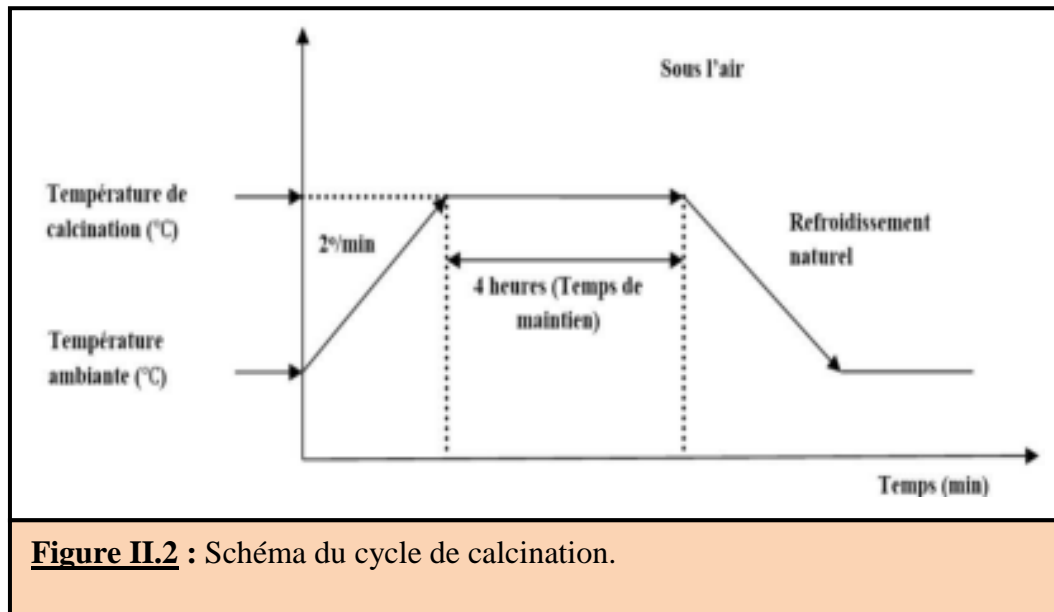 Sous l'air
Température de
calcination (°C)
2°/min
Refroidissement
naturel
4 heures (Temps de
maintien)
Température
ambiante (°C)
Temps (min)
Figure II.2 : Schéma du cycle de calcination.